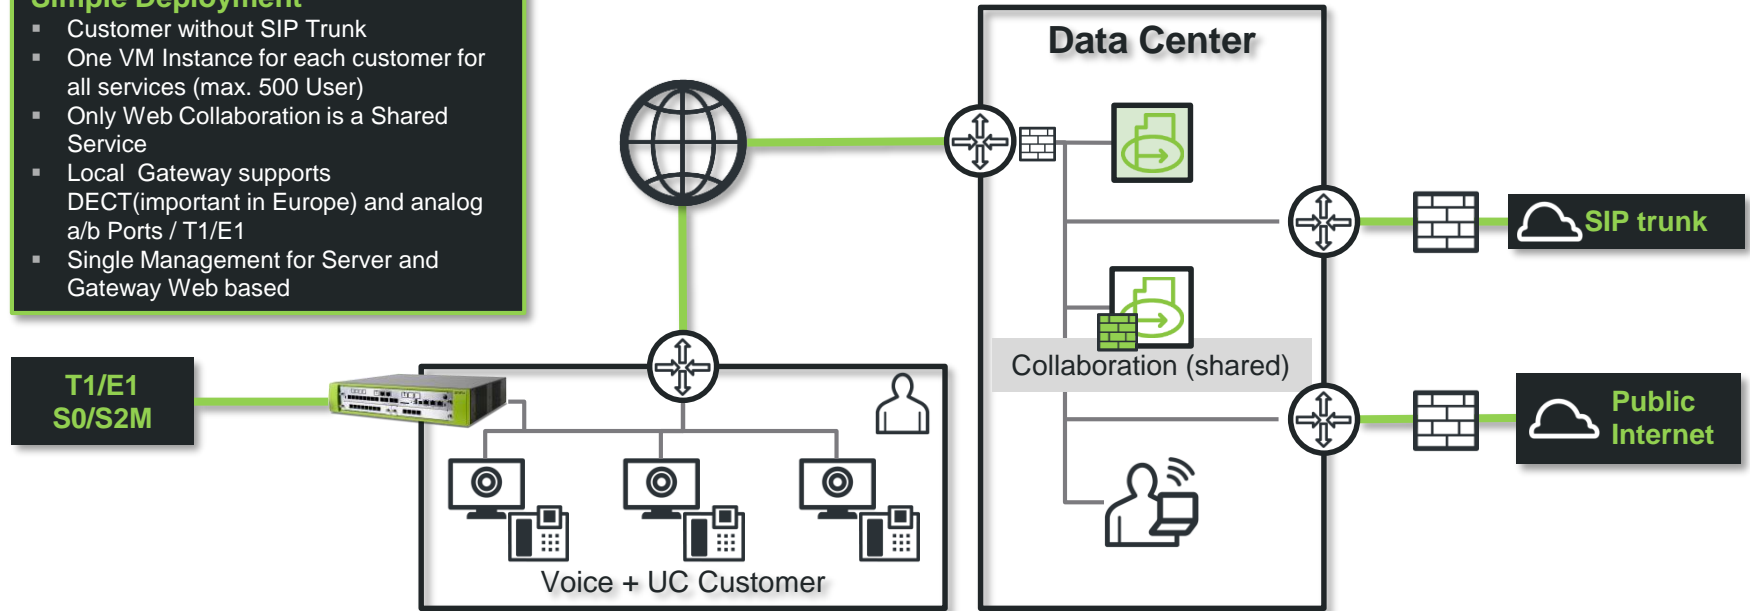 Simple Deployment
▪ Customer without SIP Trunk
▪ One VM Instance for each customer for
all services (max. 500 User)
▪ Only Web Collaboration is a Shared
Service
▪ Local Gateway supports
DECT(important in Europe) and analog
a/b Ports / T1/E1
▪ Single Management for Server and
Gateway Web based
Data Center
SIP trunk
Collaboration (shared)
T1/E1
S0/S2M
Public
Internet
Voice + UC Customer